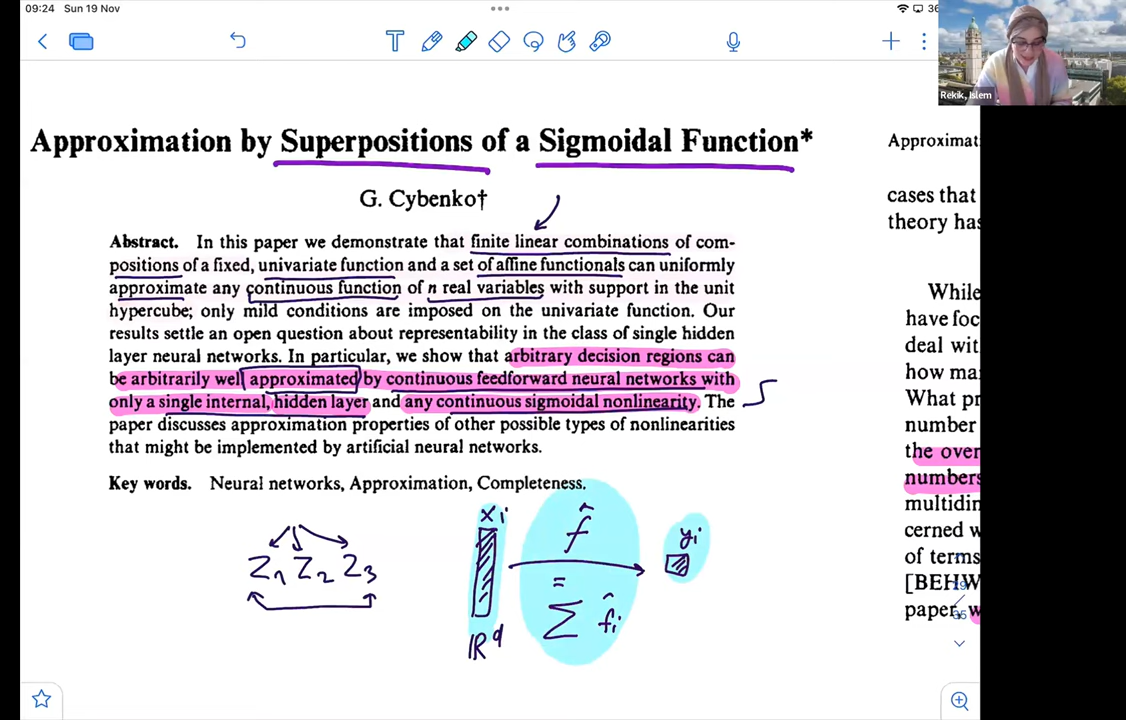 09:24 Sun 19 Nov
Rekik, Islem
Approximation by Superpositions of a Sigmoidal Function*
G. Cybenko†
Abstract. In this paper we demonstrate that finite linear combinations of com-
positions of a fixed, univariate function and a set of affine functionals can uniformly
approximate any continuous function of n real variables with support in the unit
hypercube; only mild conditions are imposed on the univariate function. Our
results settle an open question about representability in the class of single hidden
layer neural networks. In particular, we show that arbitrary decision regions can
be arbitrarily well approximated by continuous feedforward neural networks with
only a single internal, hidden layer and any continuous sigmoidal nonlinearity. The
paper discusses approximation properties of other possible types of nonlinearities
that might be implemented by artificial neural networks.
Key words. Neural networks, Approximation, Completeness.
z1 z2 z3
xi
f̂
yi
=
Σ f̂i
ℝd
Approximat
cases that
theory has
While
have foc
deal wit
how ma
What pr
number
the over
numbers
multidin
cerned w
of terms
[BEHW
paper, w